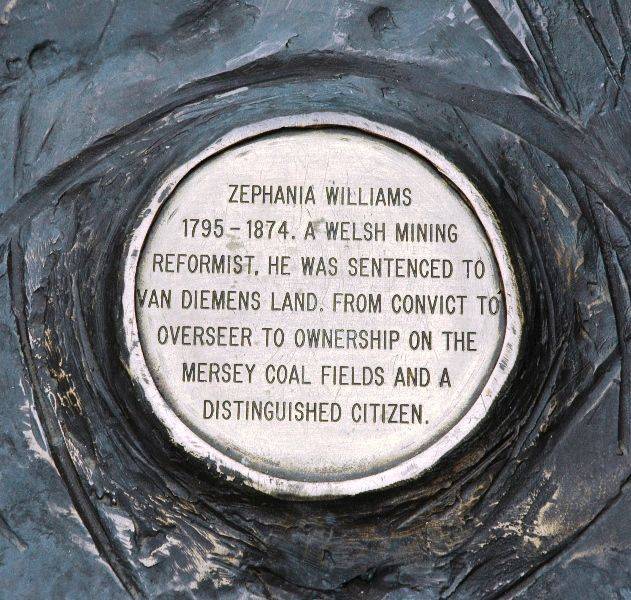 ZEPHANIA WILLIAMS
1795-1874. A WELSH MINING
REFORMIST, HE WAS SENTENCED TO
VAN DIEMENS LAND. FROM CONVICT TO
OVERSEER TO OWNERSHIP ON THE
MERSEY COAL FIELDS AND A
DISTINGUISHED CITIZEN.